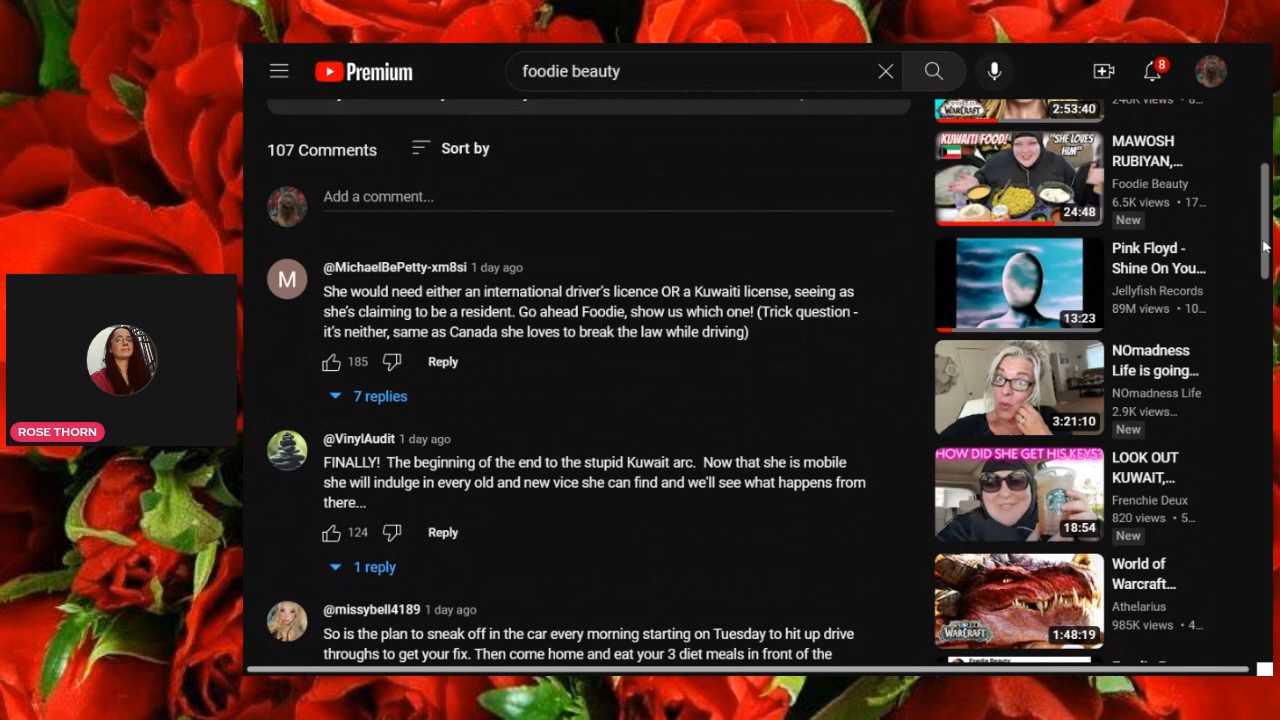 Premium
foodie beauty
8
107 Comments
Sort by
Add a comment...
M
@MichaelBePetty-xm8si 1 day ago
She would need either an international driver's licence OR a Kuwaiti license, seeing as
she's claiming to be a resident. Go ahead Foodie, show us which one! (Trick question -
it's neither, same as Canada she loves to break the law while driving)
185
Reply
7 replies
@VinylAudit 1 day ago
FINALLY! The beginning of the end to the stupid Kuwait arc. Now that she is mobile
she will indulge in every old and new vice she can find and we'll see what happens from
there...
124
Reply
1 reply
@missybell4189 1 day ago
So is the plan to sneak off in the car every morning starting on Tuesday to hit up drive
throughs to get your fix. Then come home and eat your 3 diet meals in front of the
WARCRAFT
2:53:40
KUWAITI FOOD!
"SHE LOVES
HIM"
24:48
MAWOSH
RUBIYAN,...
Foodie Beauty
6.5K views • 17...
New
13:23
Pink Floyd -
Shine On You...
Jellyfish Records
89M views • 10...
3:21:10
NOmadness
Life is going...
NOmadness Life
2.9K views...
New
HOW DID SHE GET HIS KEYS?
18:54
LOOK OUT
KUWAIT,...
Frenchie Deux
820 views • 5...
New
WARCRAFT
1:48:19
World of
Warcraft...
Athelarius
985K views • 4...
ROSE THORN